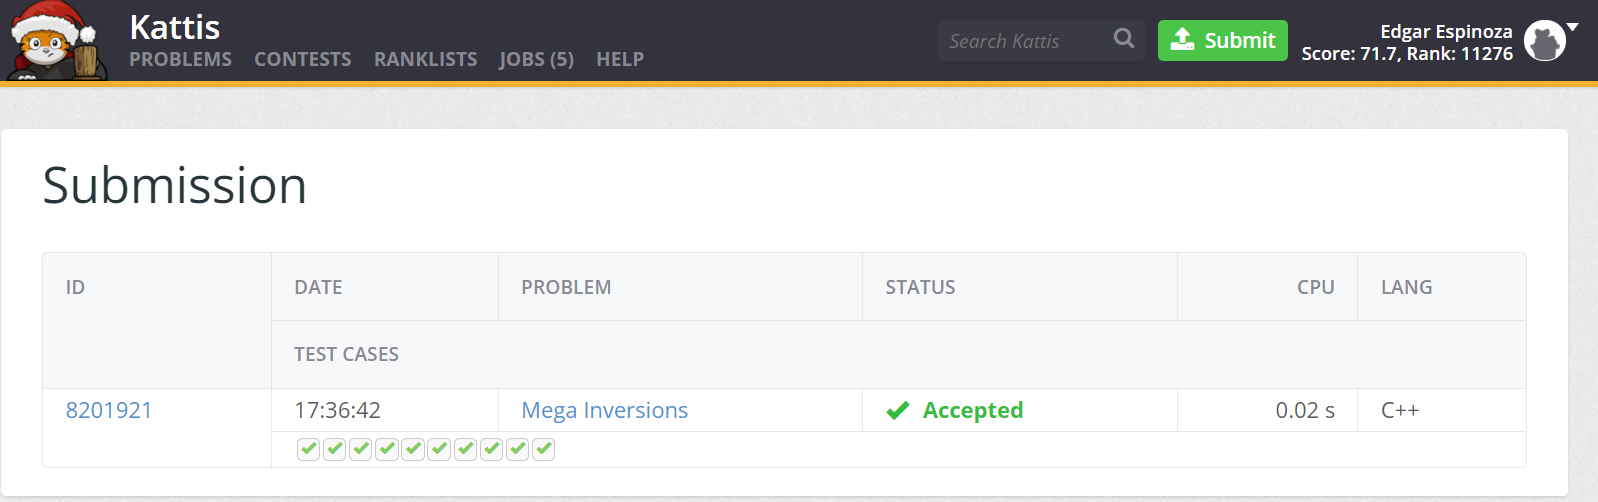 Kattis
PROBLEMS CONTESTS RANKLISTS JOBS (5) HELP
Search Kattis
Submit
Edgar Espinoza
Score: 71.7, Rank: 11276
Submission
ID DATE PROBLEM STATUS CPU LANG
TEST CASES
8201921 17:36:42 Mega Inversions Accepted 0.02 s C++